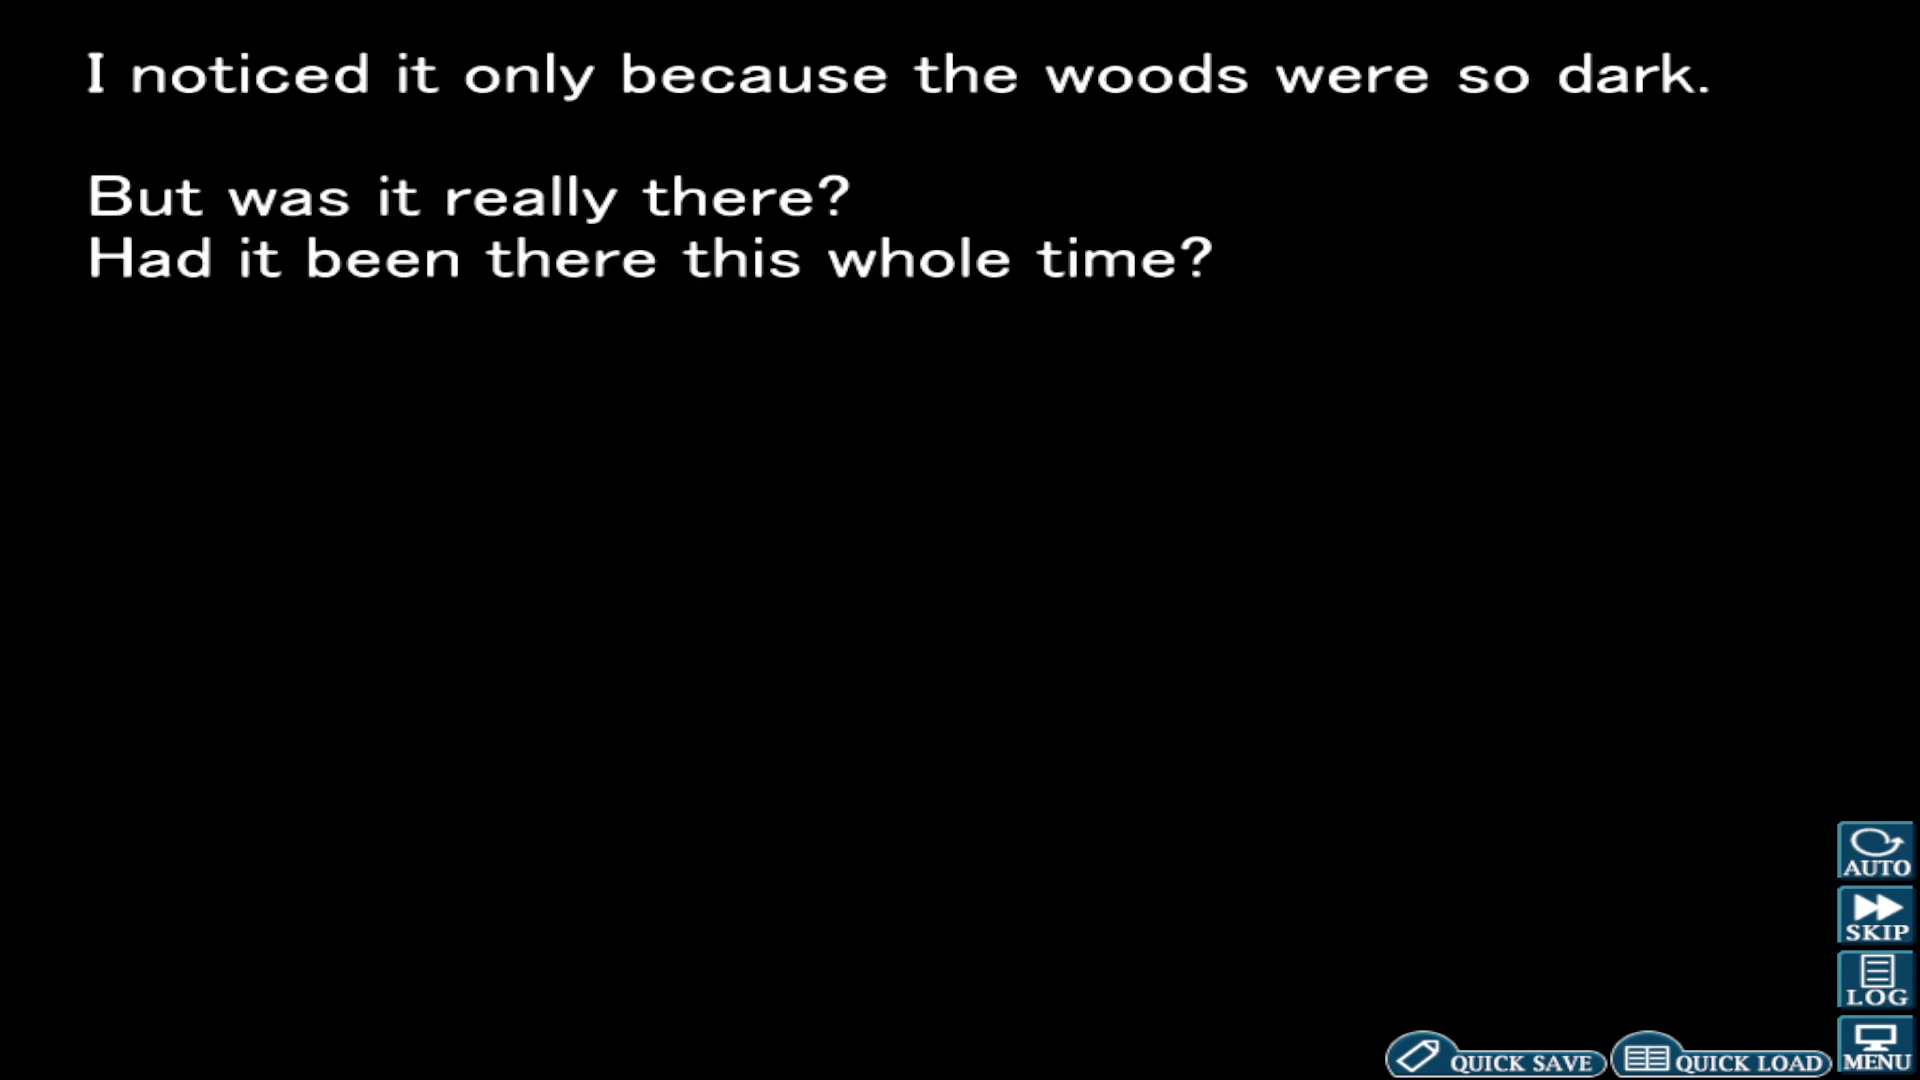 I noticed it only because the woods were so dark.
But was it really there?
Had it been there this whole time?
AUTO
SKIP
LOG
QUICK SAVE
QUICK LOAD
MENU